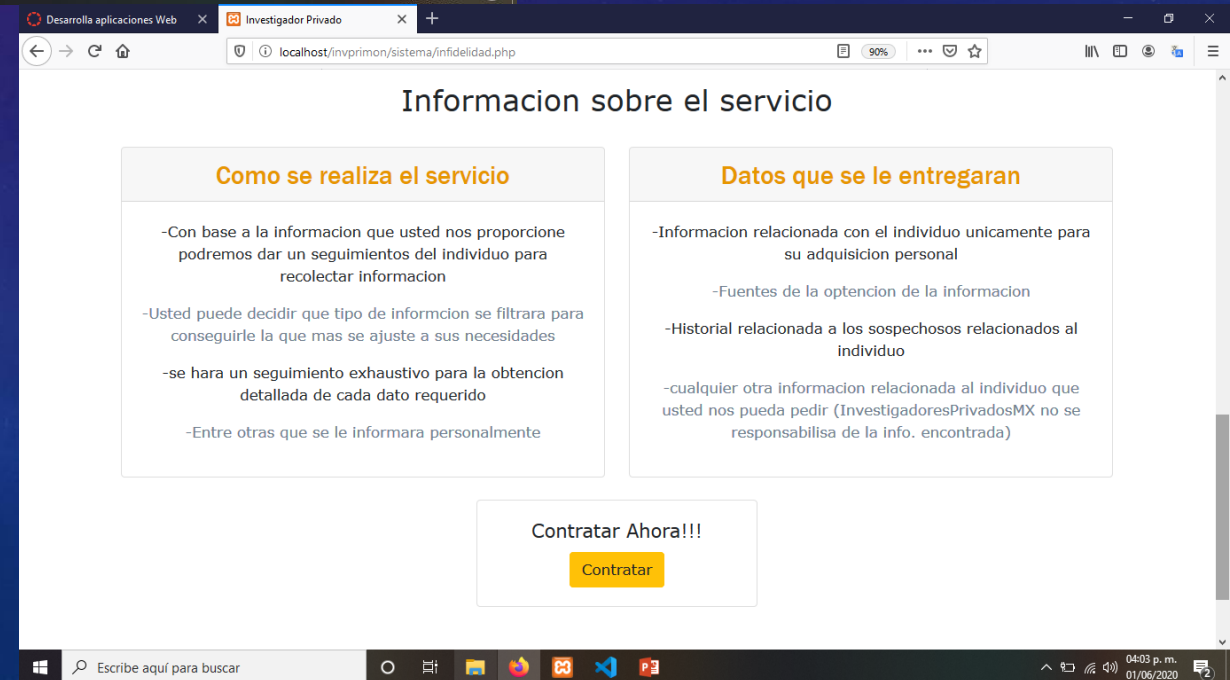 Desarrolla aplicaciones Web
Investigador Privado
localhost/invprimon/sistema/infidelidad.php
90%
Informacion sobre el servicio
Como se realiza el servicio
-Con base a la informacion que usted nos proporcione
podremos dar un seguimientos del individuo para
recolectar informacion
-Usted puede decidir que tipo de informcion se filtrara para
conseguirle la que mas se ajuste a sus necesidades
-se hara un seguimiento exhaustivo para la obtencion
detallada de cada dato requerido
-Entre otras que se le informara personalmente
Datos que se le entregaran
-Informacion relacionada con el individuo unicamente para
su adquisicion personal
-Fuentes de la optencion de la informacion
-Historial relacionada a los sospechosos relacionados al
individuo
-cualquier otra informacion relacionada al individuo que
usted nos pueda pedir (InvestigadoresPrivadosMX no se
responsabilisa de la info. encontrada)
Contratar Ahora!!!
Contratar
Escribe aquí para buscar
04:03 p. m.
01/06/2020
2